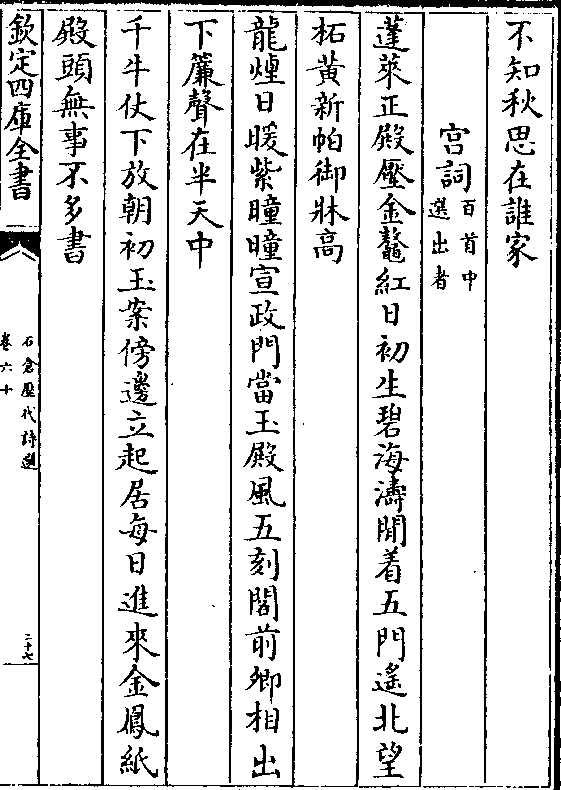 不知秋思在誰家
宮詞百首中選出者
蓬萊正殿壓金鼇紅日初生碧海濤開着五門遙北望
柘黃新帕御牀高
龍煙日暖紫曈曈宣政門當玉殿風五刻閤前卿相出
下簾聲在半天中
千牛仗下放朝初玉案傍邊立起居每日進來金鳳紙
殿頭無事不多書
欽定四庫全書
石倉歷代詩選
卷六十
二十七